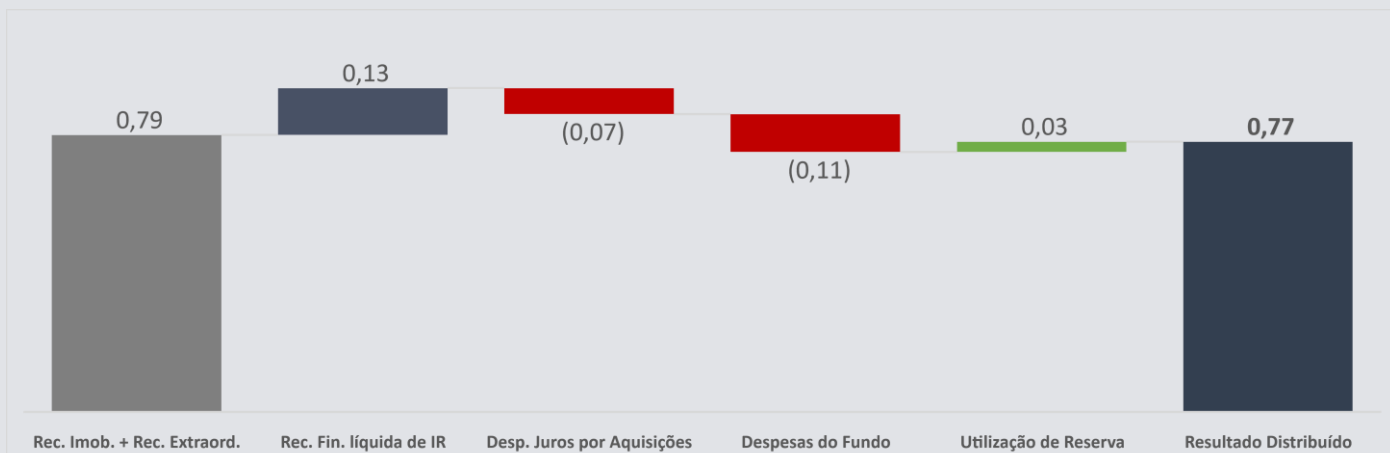 0,79
0,13
(0,07)
(0,11)
0,03
0,77
Rec. Imob. + Rec. Extraord.
Rec. Fin. líquida de IR
Desp. Juros por Aquisições
Despesas do Fundo
Utilização de Reserva
Resultado Distribuído